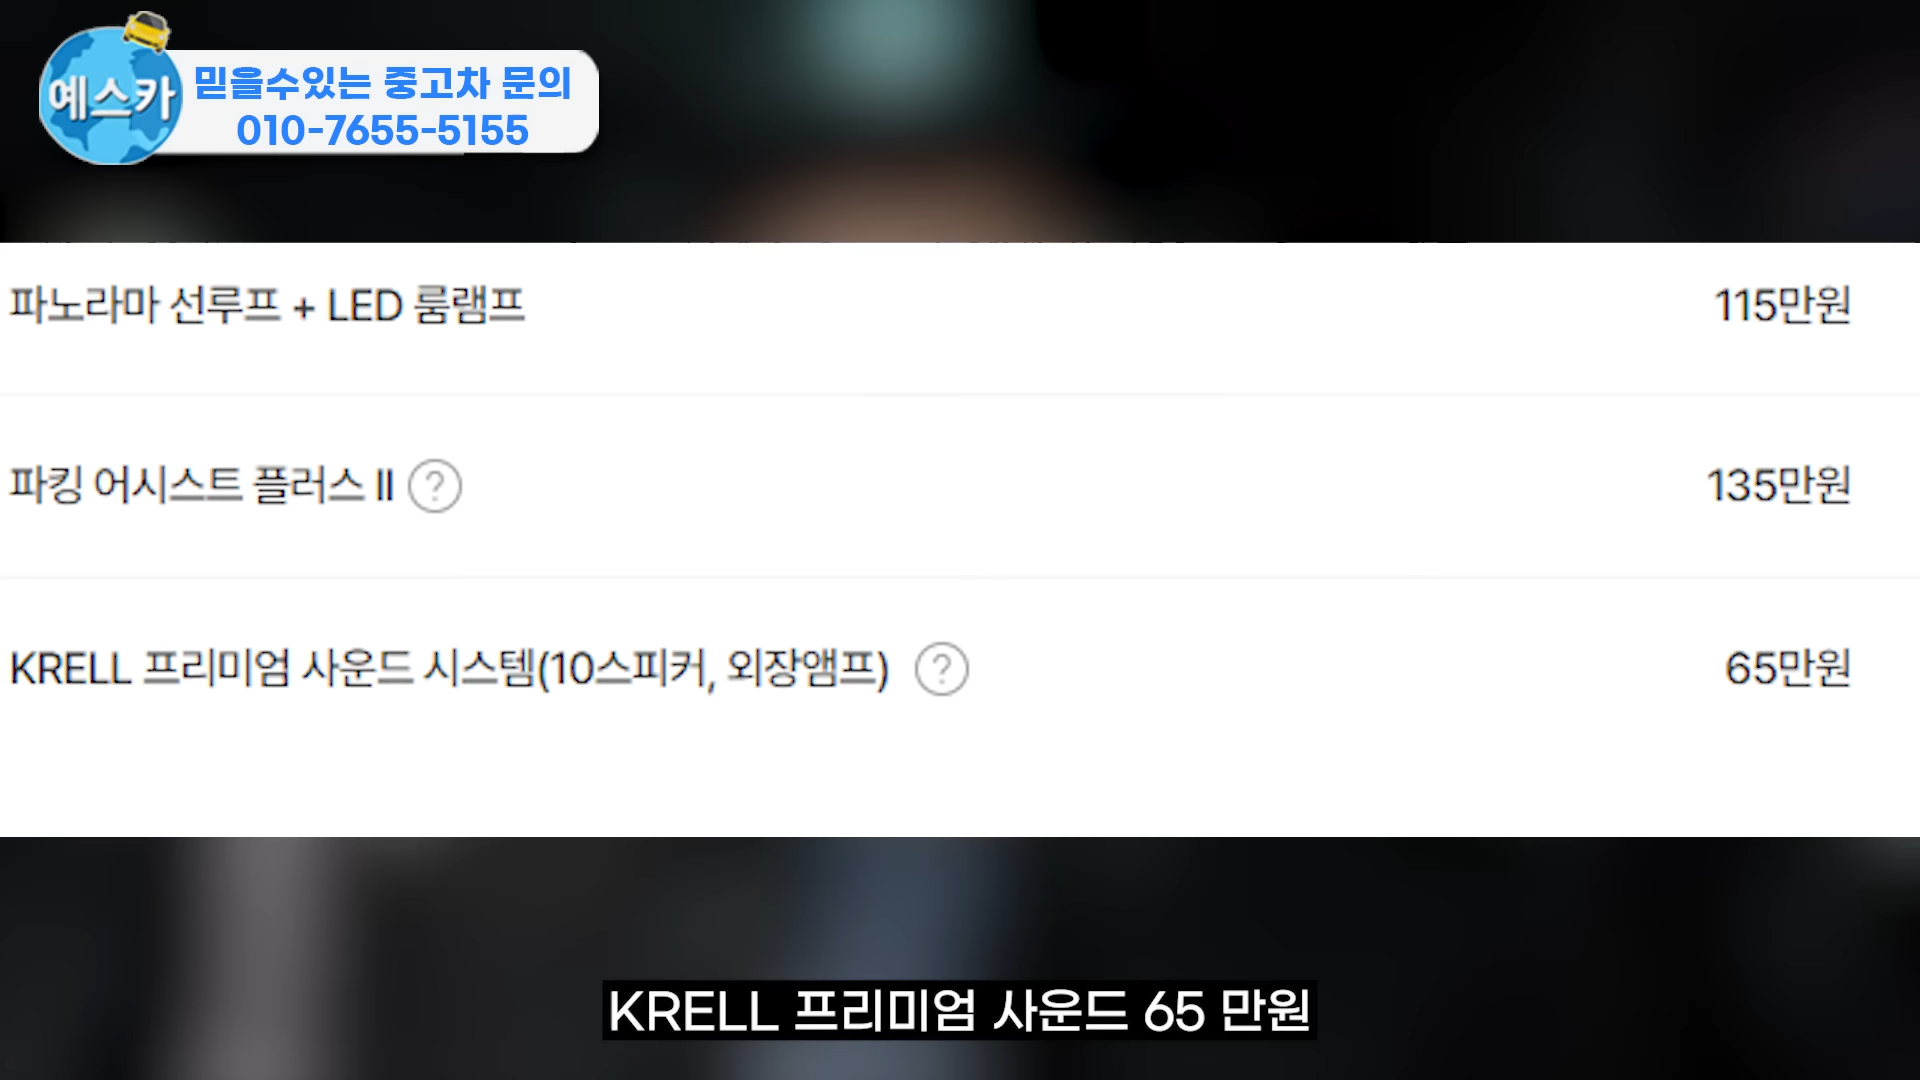 예스카
믿을수있는 중고차 문의
010-7655-5155
파노라마 선루프 + LED 룸램프 115만원
파킹 어시스트 플러스 II ? 135만원
KRELL 프리미엄 사운드 시스템(10스피커, 외장앰프) ? 65만원
KRELL 프리미엄 사운드 65 만원